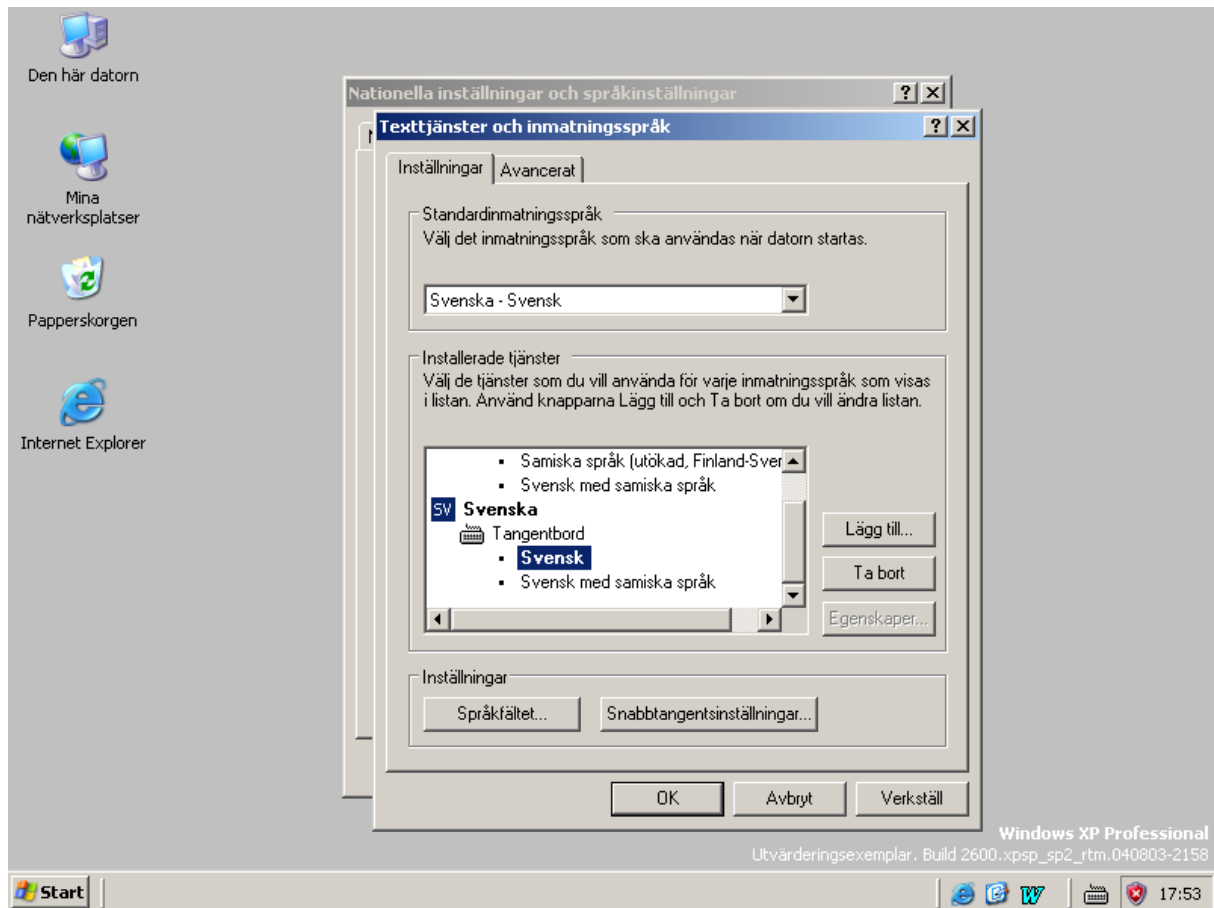 Den här datorn
Mina
nätverksplatser
Papperskorgen
Internet Explorer
Nationella inställningar och språkinställningar
Texttjänster och inmatningsspråk
Inställningar
Avancerat
Standardinmatningsspråk
Välj det inmatningsspråk som ska användas när datorn startas.
Svenska - Svensk
Installerade tjänster
Välj de tjänster som du vill använda för varje inmatningsspråk som visas
i listan. Använd knapparna Lägg till och Ta bort om du vill ändra listan.
Samiska språk (utökad, Finland-Sver
Svensk med samiska språk
SV Svenska
Tangentbord
Svensk
Svensk med samiska språk
Lägg till...
Ta bort
Egenskaper...
Inställningar
Språkfältet...
Snabbtangentsinställningar...
OK
Avbryt
Verkställ
Windows XP Professional
Utvärderingsexemplar. Build 2600.xpsp_sp2_rtm.040803-2158
Start
17:53